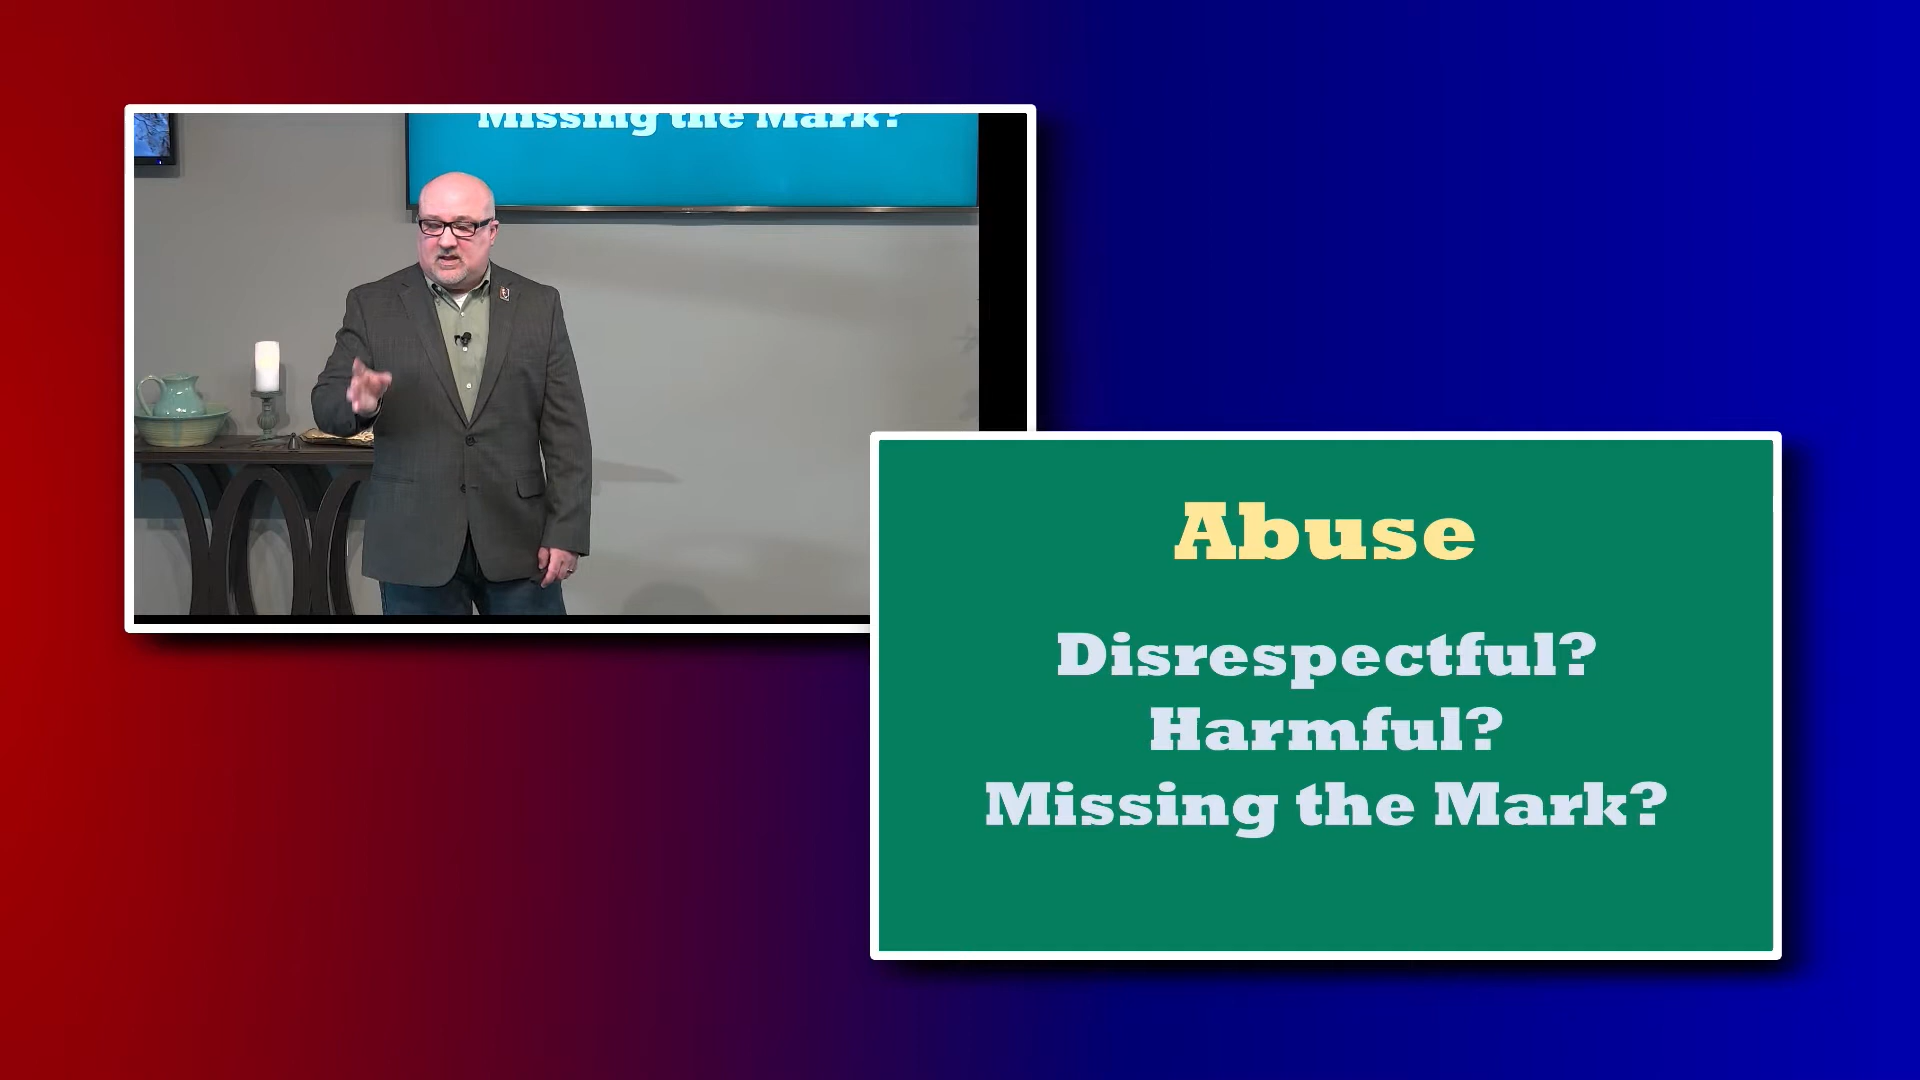 Missing the Mark?
Abuse
Disrespectful?
Harmful?
Missing the Mark?